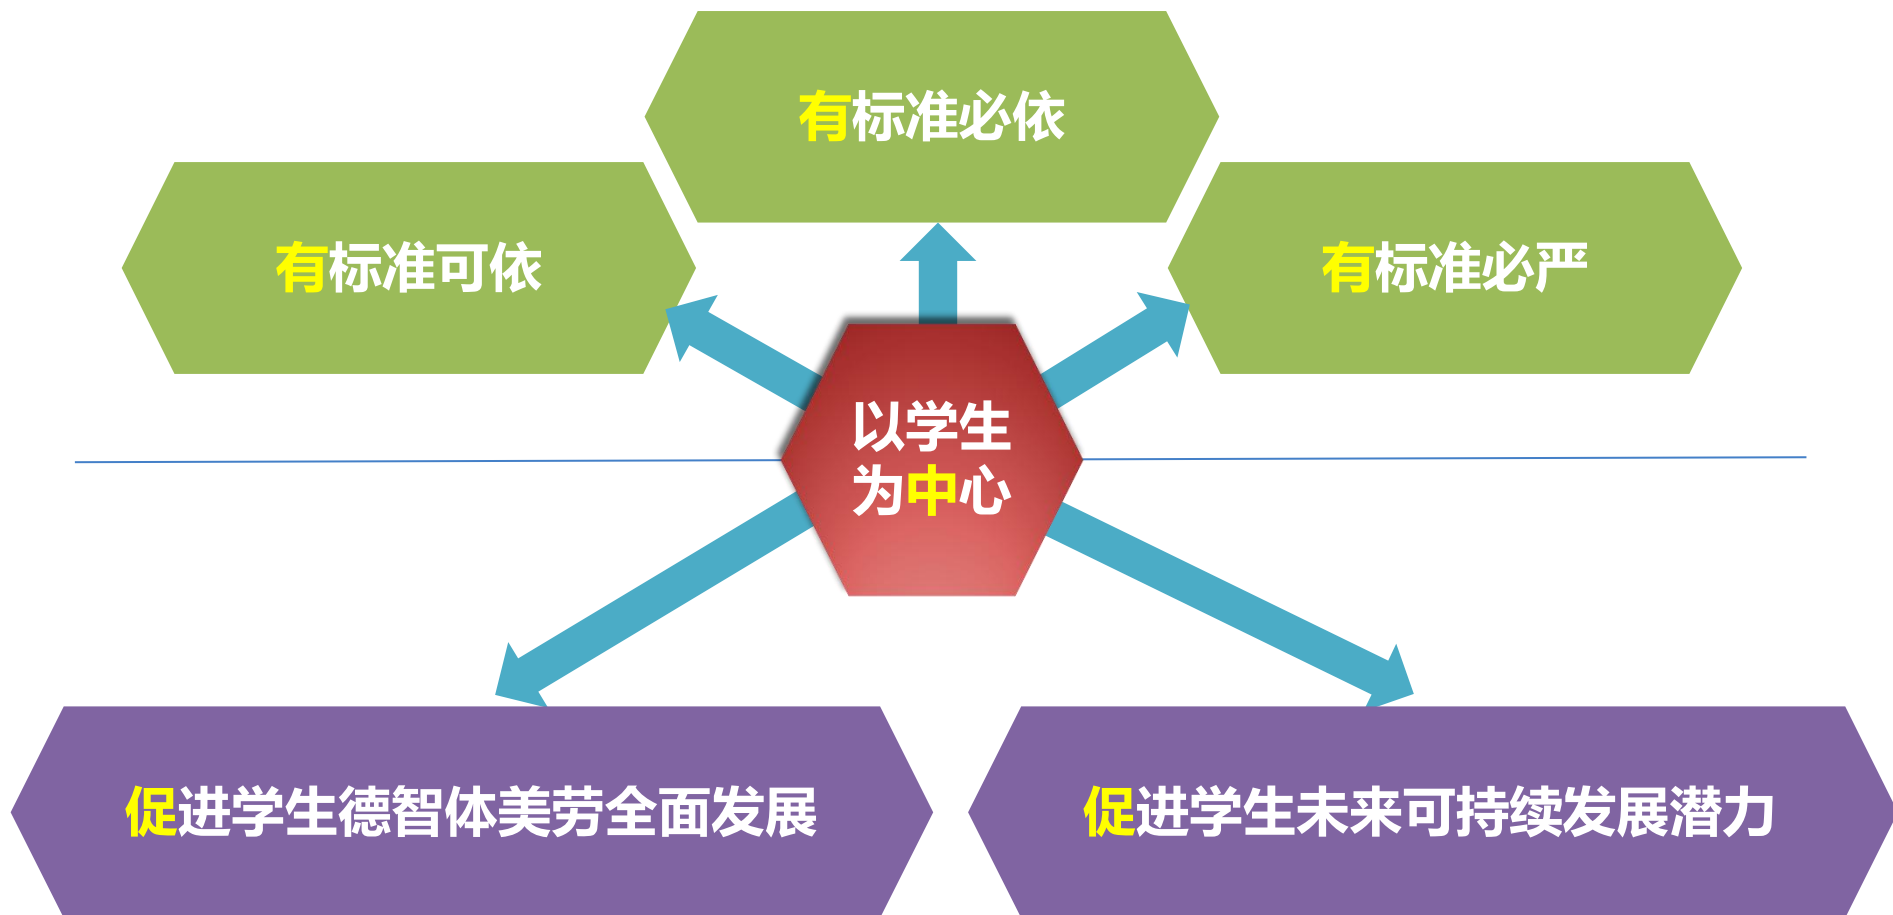 有标准必依
有标准可依
有标准必严
以学生
为中心
促进学生德智体美劳全面发展
促进学生未来可持续发展潜力